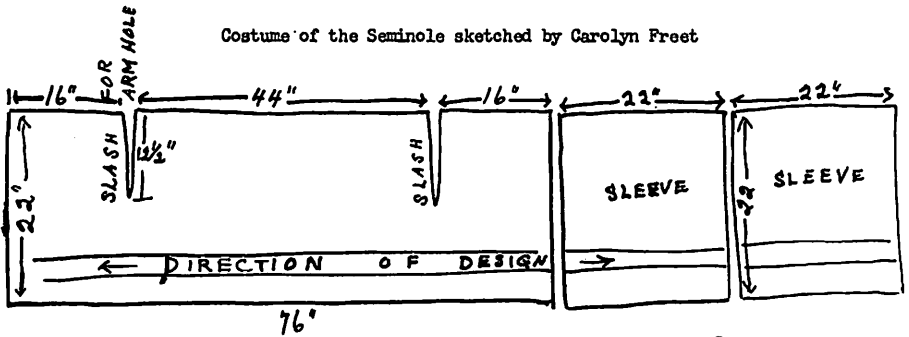 Costume of the Seminole sketched by Carolyn Freet
FOR ARM HOLE
16" 44" 16" 22" 22"
SLASH 12½" SLASH
22" SLEEVE 22 SLEEVE
DIRECTION OF DESIGN
76"